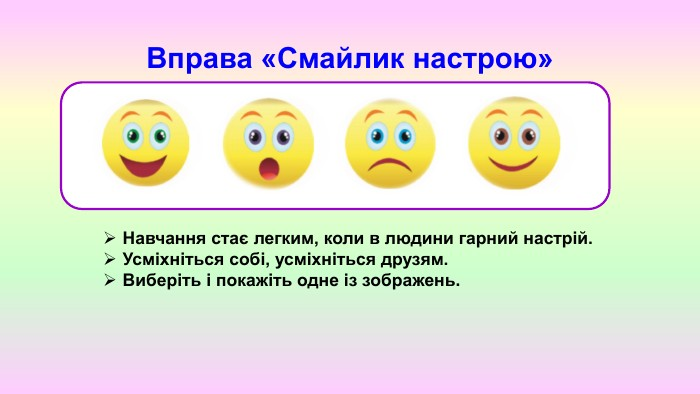 Вправа «Смайлик настрою»
➢ Навчання стає легким, коли в людини гарний настрій.
➢ Усміхніться собі, усміхніться друзям.
➢ Виберіть і покажіть одне із зображень.